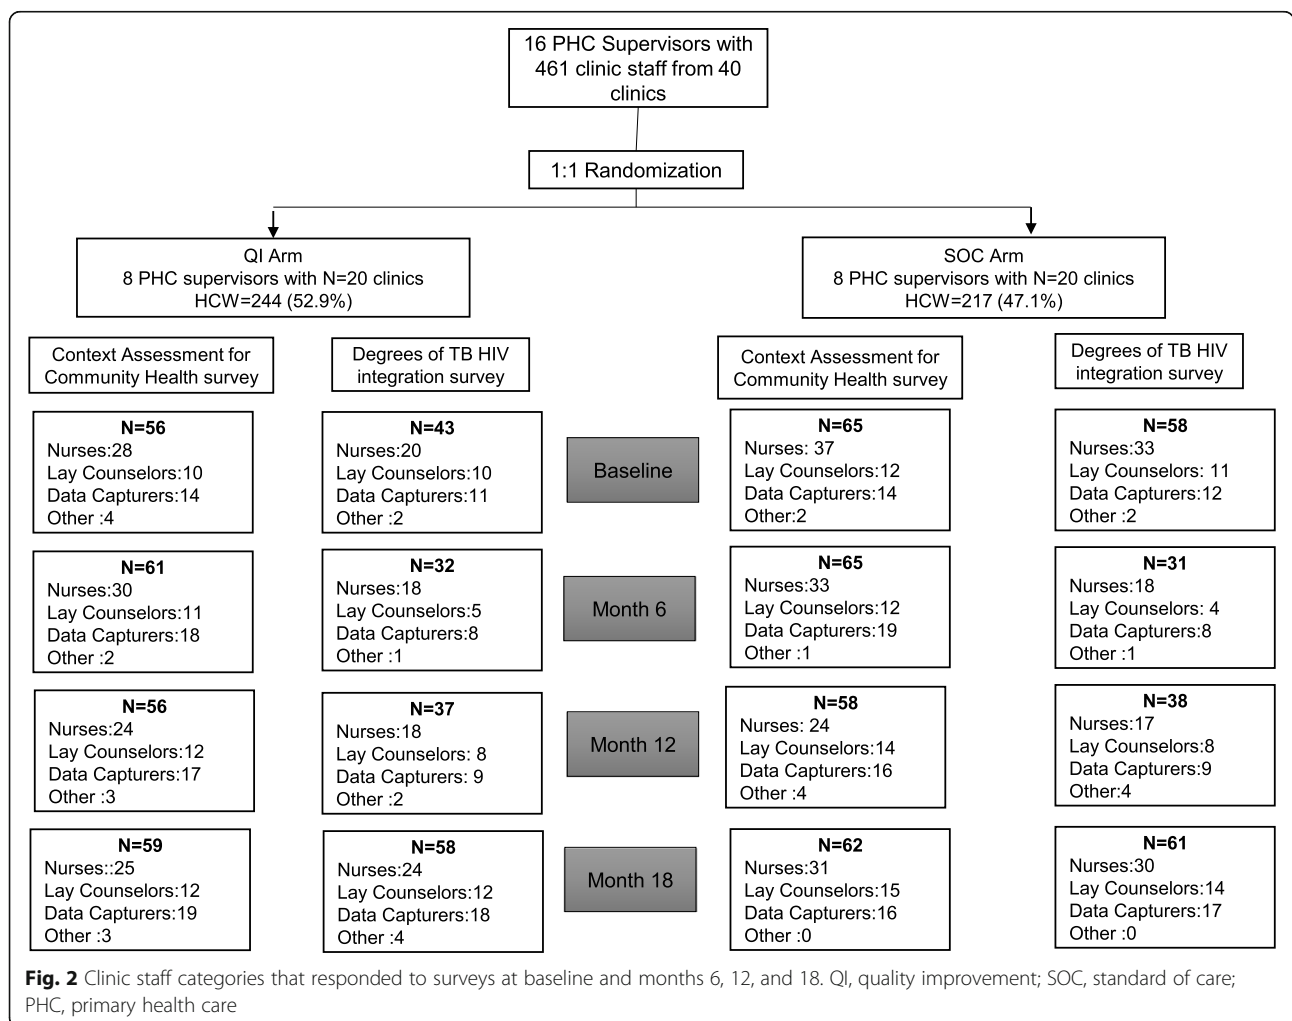 16 PHC Supervisors with
461 clinic staff from 40
clinics
1:1 Randomization
QI Arm
8 PHC supervisors with N=20 clinics
HCW=244 (52.9%)
SOC Arm
8 PHC supervisors with N=20 clinics
HCW=217 (47.1%)
Context Assessment for
Community Health survey
Degrees of TB HIV
integration survey
Context Assessment for
Community Health survey
Degrees of TB HIV
integration survey
N=56
Nurses:28
Lay Counselors:10
Data Capturers:14
Other :4
N=43
Nurses:20
Lay Counselors:10
Data Capturers:11
Other :2
Baseline
N=65
Nurses: 37
Lay Counselors:12
Data Capturers:14
Other:2
N=58
Nurses:33
Lay Counselors: 11
Data Capturers:12
Other :2
N=61
Nurses:30
Lay Counselors:11
Data Capturers:18
Other :2
N=32
Nurses:18
Lay Counselors:5
Data Capturers:8
Other :1
Month 6
N=65
Nurses:33
Lay Counselors:12
Data Capturers:19
Other :1
N=31
Nurses:18
Lay Counselors: 4
Data Capturers:8
Other :1
N=56
Nurses:24
Lay Counselors:12
Data Capturers:17
Other :3
N=37
Nurses:18
Lay Counselors: 8
Data Capturers: 9
Other :2
Month 12
N=58
Nurses: 24
Lay Counselors:14
Data Capturers:16
Other :4
N=38
Nurses:17
Lay Counselors:8
Data Capturers:9
Other:4
N=59
Nurses::25
Lay Counselors:12
Data Capturers:19
Other :3
N=58
Nurses:24
Lay Counselors:12
Data Capturers:18
Other :4
Month 18
N=62
Nurses:31
Lay Counselors:15
Data Capturers:16
Other :0
N=61
Nurses:30
Lay Counselors:14
Data Capturers:17
Other :0
Fig. 2 Clinic staff categories that responded to surveys at baseline and months 6, 12, and 18. QI, quality improvement; SOC, standard of care;
PHC, primary health care